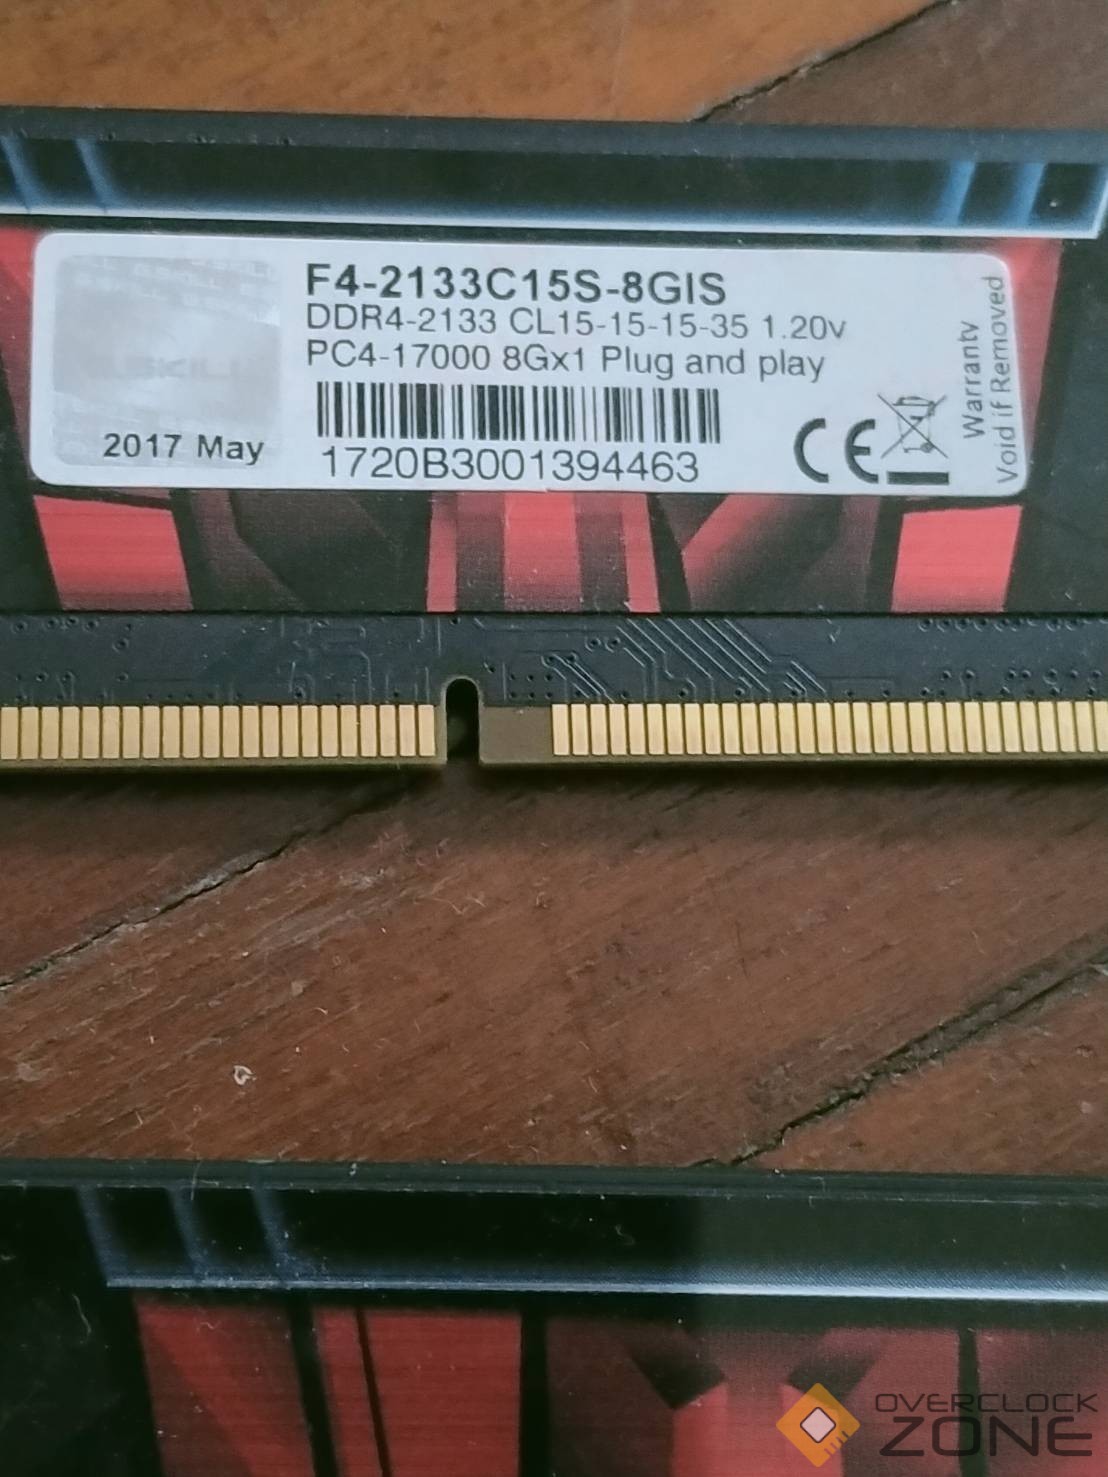 F4-2133C15S-8GIS
DDR4-2133 CL15-15-15-35 1.20v
PC4-17000 8Gx1 Plug and play
2017 May
1720B3001394463
Warranty
Void if Removed
OVERCLOCK
ZONE